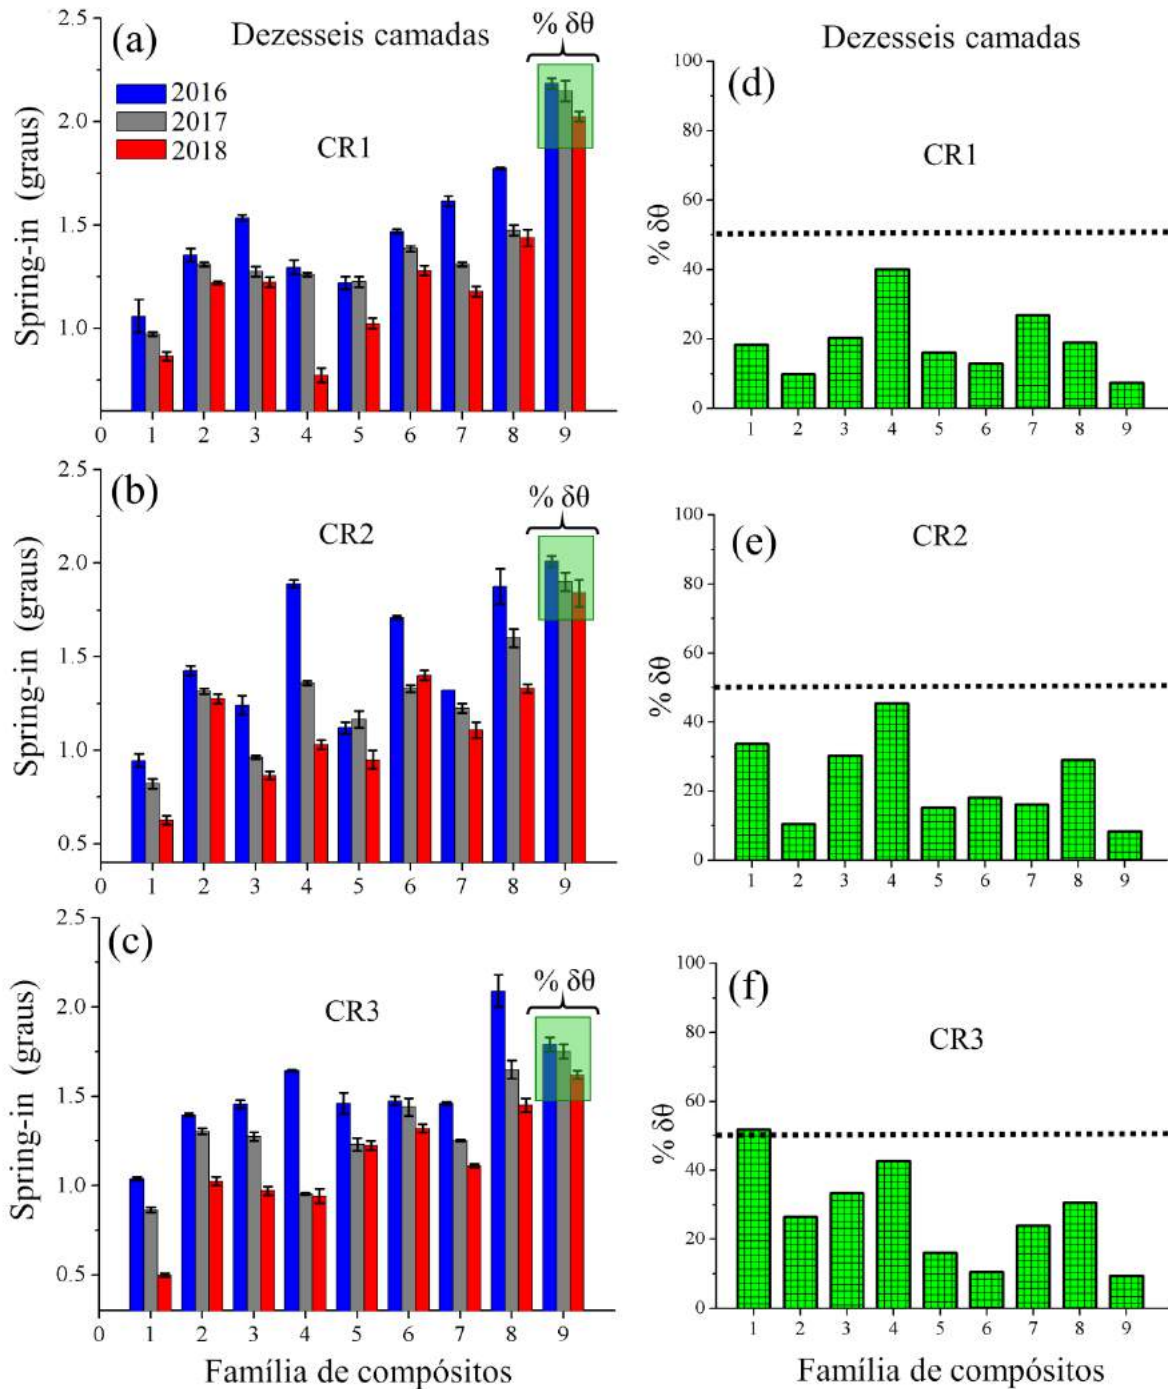 (a)
Dezesseis camadas
% δθ
2016
2017
2018
CR1
Spring-in (graus)
2.5
2.0
1.5
1.0
0 1 2 3 4 5 6 7 8 9
Dezesseis camadas
(d)
CR1
% δθ
100
80
60
40
20
0
1 2 3 4 5 6 7 8 9
(b)
CR2
% δθ
Spring-in (graus)
2.5
2.0
1.5
1.0
0.5
0 1 2 3 4 5 6 7 8 9
(e)
CR2
% δθ
100
80
60
40
20
0
1 2 3 4 5 6 7 8 9
(c)
CR3
% δθ
Spring-in (graus)
2.5
2.0
1.5
1.0
0.5
0 1 2 3 4 5 6 7 8 9
Família de compósitos
(f)
CR3
% δθ
100
80
60
40
20
0
1 2 3 4 5 6 7 8 9
Família de compósitos